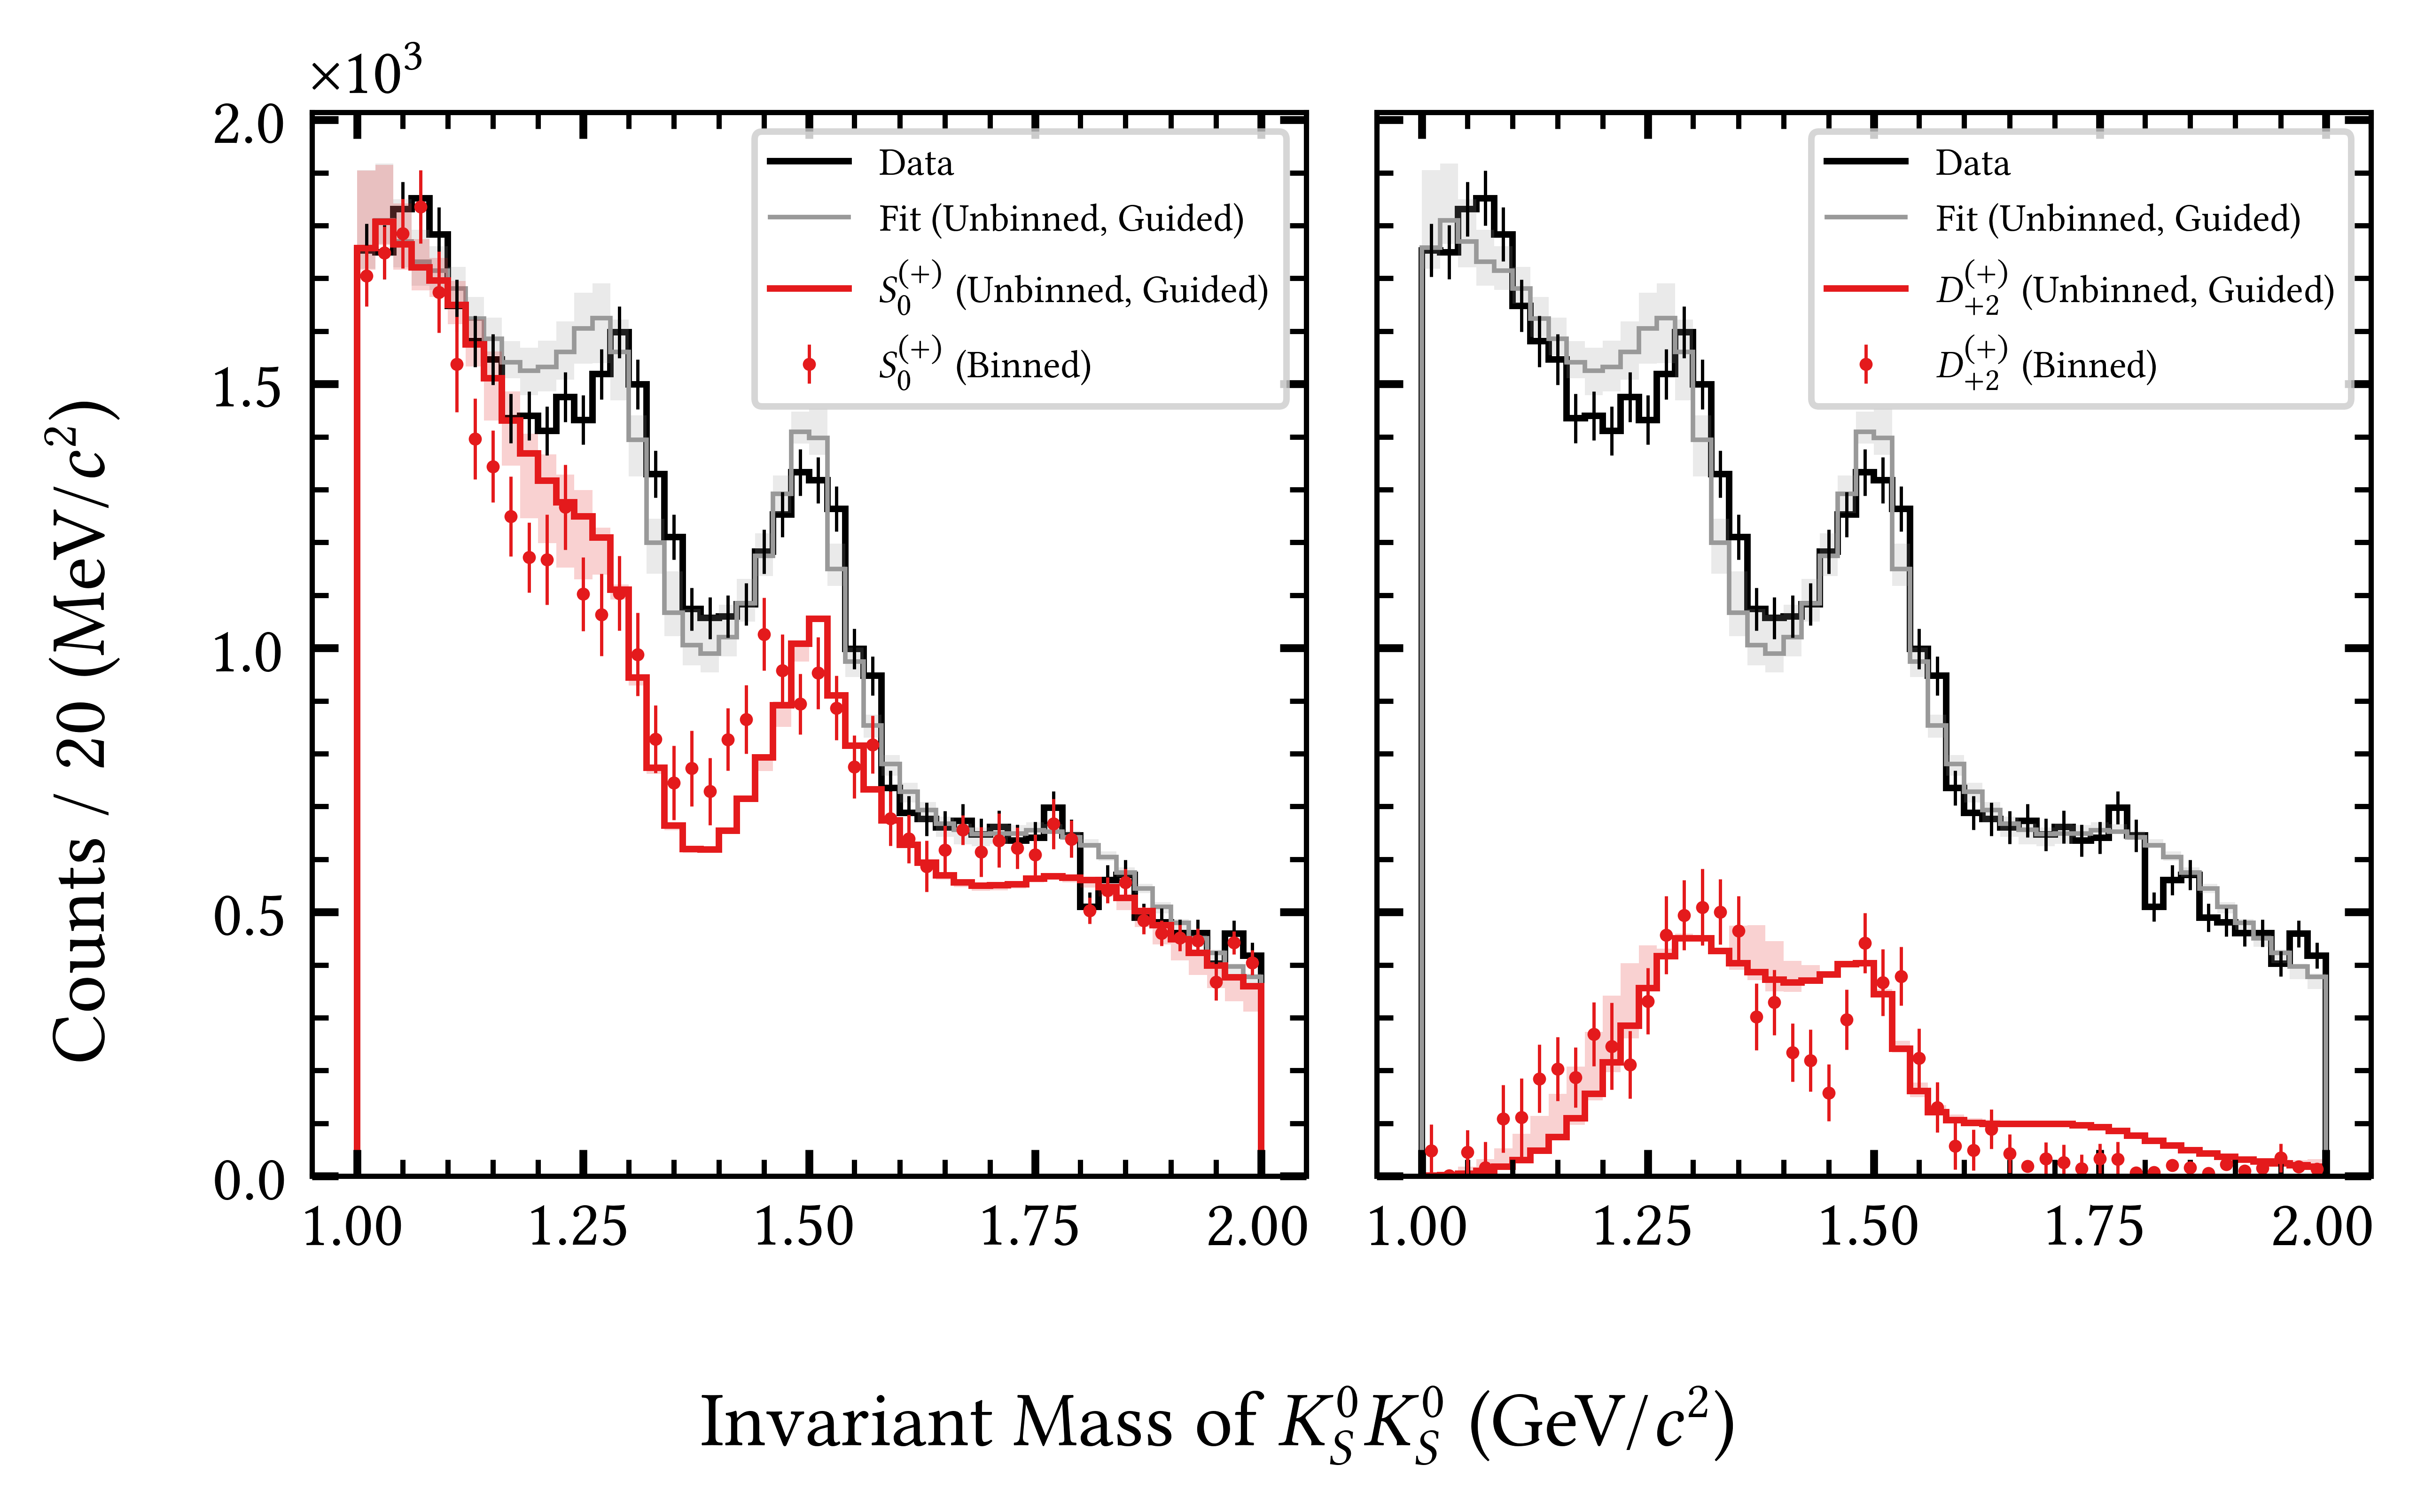 ×10³
2.0
1.5
1.0
0.5
0.0
Counts / 20 (MeV/c²)
Data
Fit (Unbinned, Guided)
S₀⁽⁺⁾ (Unbinned, Guided)
S₀⁽⁺⁾ (Binned)
1.00 1.25 1.50 1.75 2.00
Data
Fit (Unbinned, Guided)
D₊₂⁽⁺⁾ (Unbinned, Guided)
D₊₂⁽⁺⁾ (Binned)
1.00 1.25 1.50 1.75 2.00
Invariant Mass of K_S⁰K_S⁰ (GeV/c²)